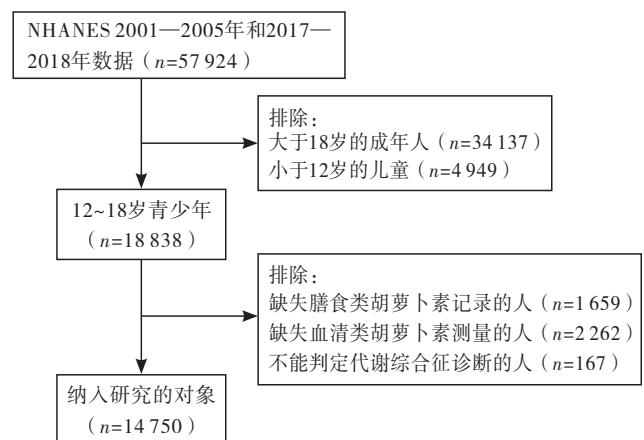 NHANES 2001—2005年和2017—
2018年数据（n=57 924）
排除：
大于18岁的成年人（n=34 137）
小于12岁的儿童（n=4 949）
12~18岁青少年
（n=18 838）
排除：
缺失膳食类胡萝卜素记录的人（n=1 659）
缺失血清类胡萝卜素测量的人（n=2 262）
不能判定代谢综合征诊断的人（n=167）
纳入研究的对象
（n=14 750）